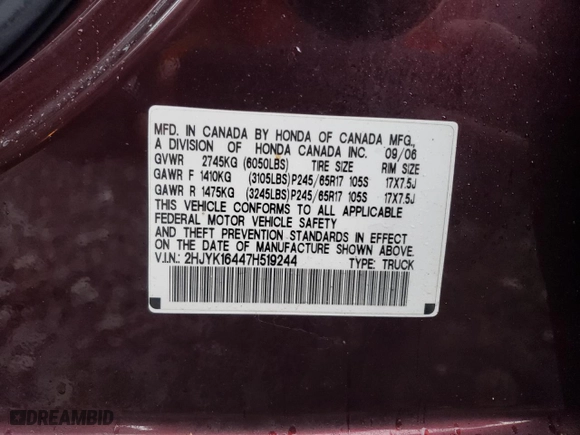 MFD. IN CANADA BY HONDA OF CANADA MFG.,
A DIVISION OF HONDA CANADA INC. 09/06
GVWR 2745KG (6050LBS) TIRE SIZE RIM SIZE
GAWR F 1410KG (3105LBS)P245/65R17 105S 17X7.5J
GAWR R 1475KG (3245LBS)P245/65R17 105S 17X7.5J
THIS VEHICLE CONFORMS TO ALL APPLICABLE
FEDERAL MOTOR VEHICLE SAFETY
AND THEFT PREVENTION STANDARDS IN EFFECT
ON THE DATE OF MANUFACTURE SHOWN ABOVE.
V.I.N.: 2HJYK16447H519244 TYPE: TRUCK
DREAMBID